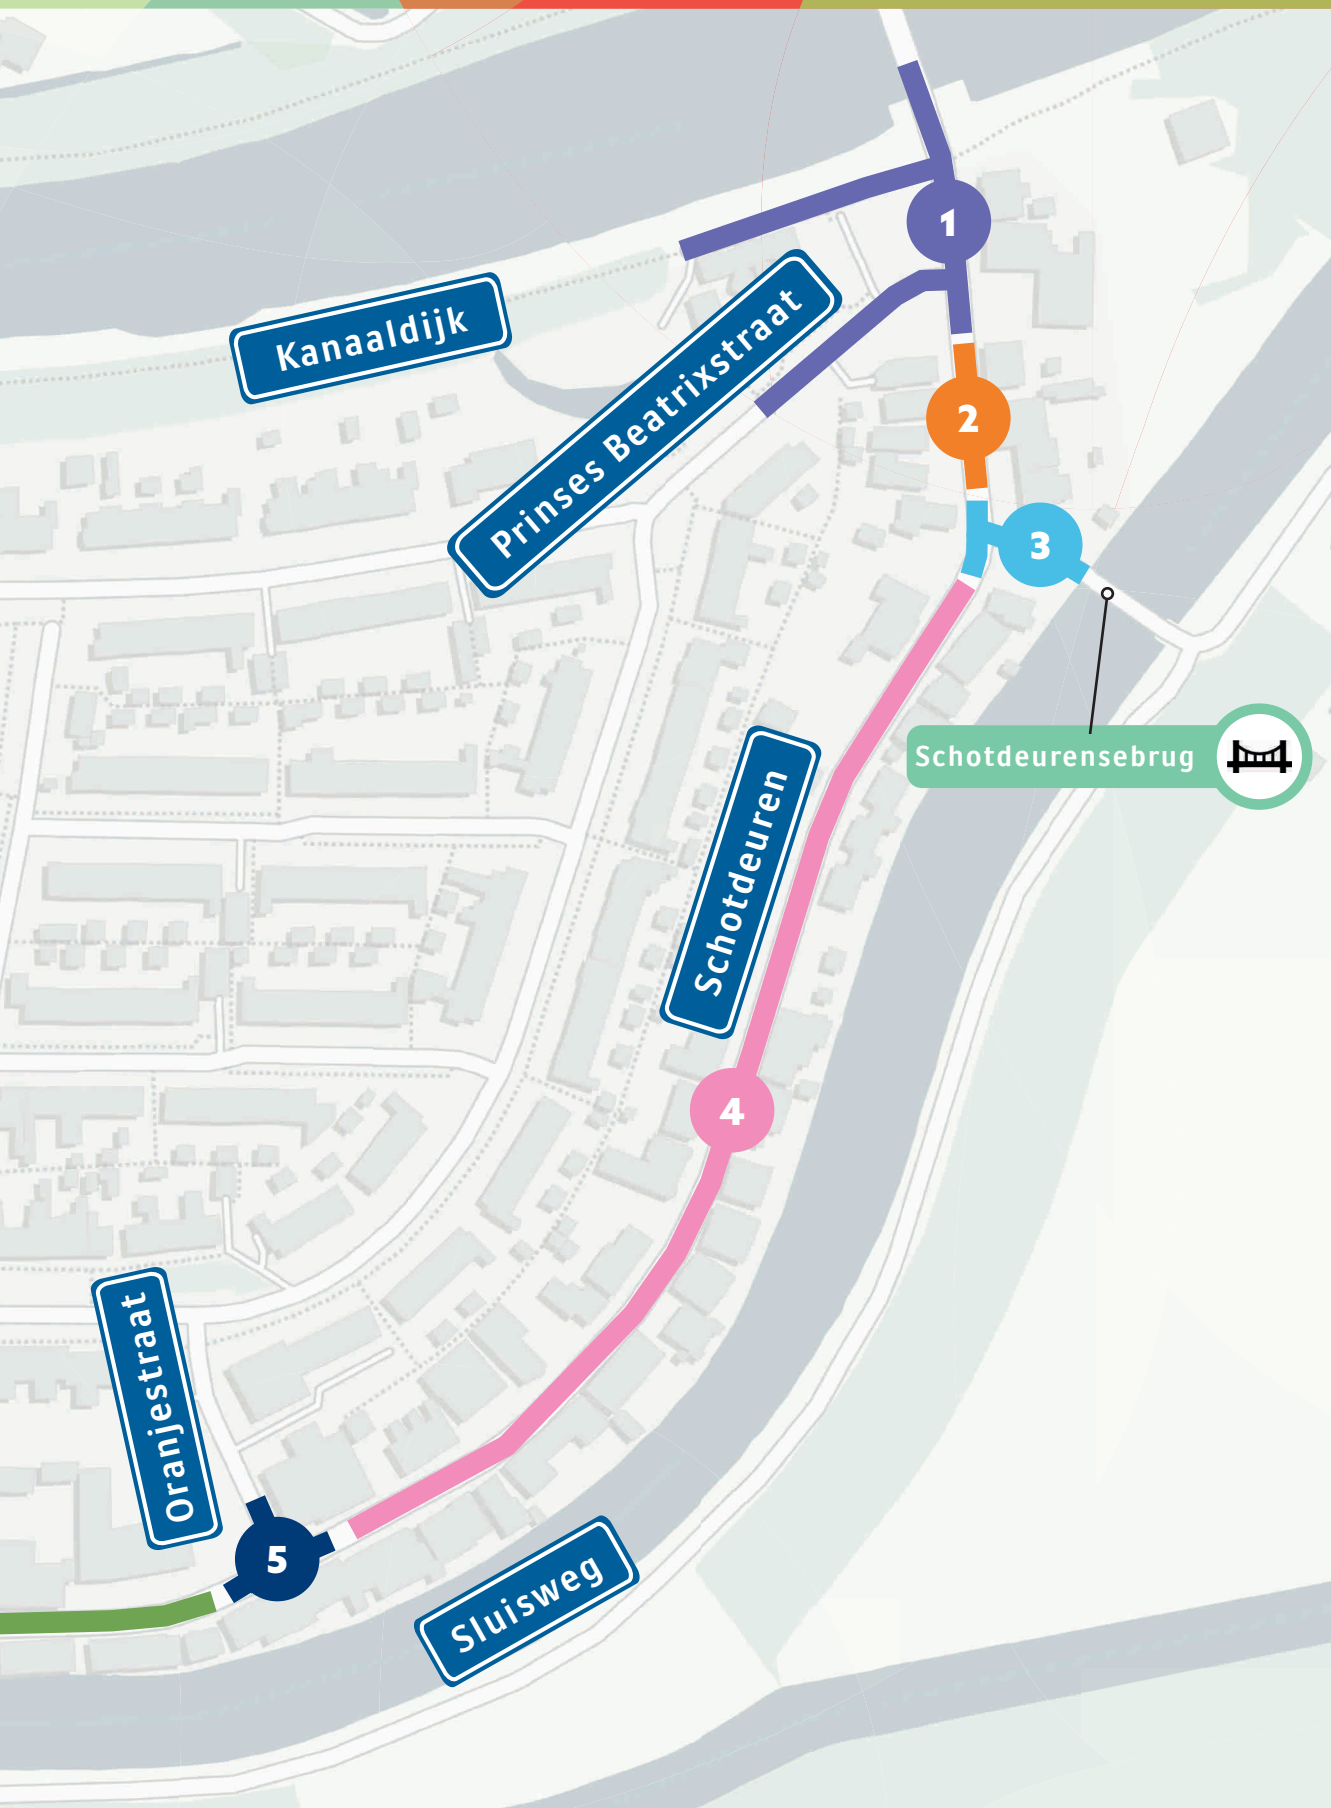 1
Kanaaldijk
Prinses Beatrixstraat
2
3
Schotdeurensebrug
Schotdeuren
4
Oranjestraat
5
Sluisweg